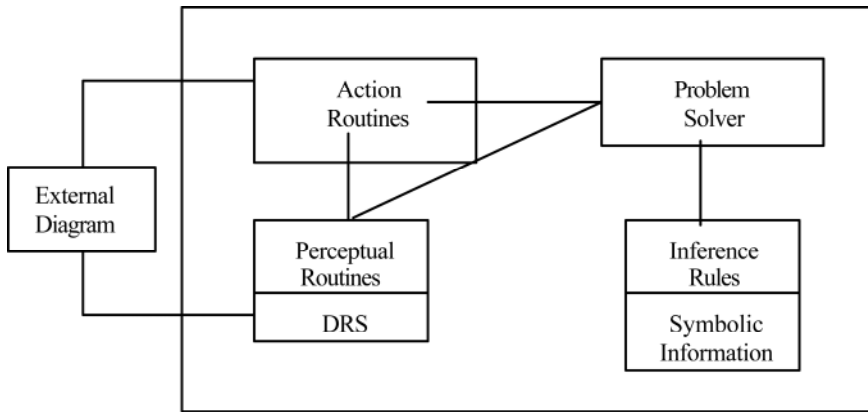 Action
Routines
Problem
Solver
External
Diagram
Perceptual
Routines
DRS
Inference
Rules
Symbolic
Information